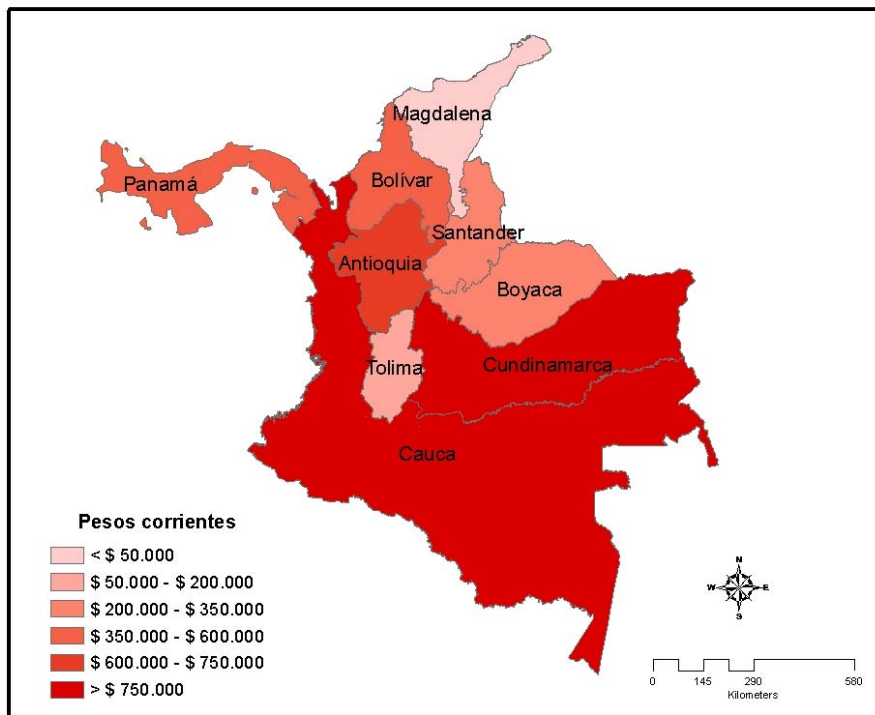 Magdalena
Panamá
Bolívar
Santander
Antioquia
Boyaca
Tolima
Cundinamarca
Cauca
Pesos corrientes
< $ 50.000
$ 50.000 - $ 200.000
$ 200.000 - $ 350.000
$ 350.000 - $ 600.000
$ 600.000 - $ 750.000
> $ 750.000
N
W E
S
0 145 290 580
Kilometers